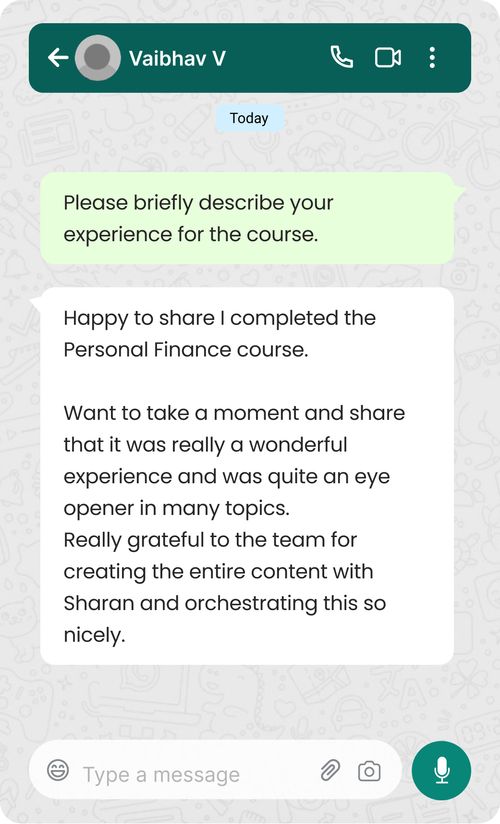 Vaibhav V
Today
Please briefly describe your
experience for the course.
Happy to share I completed the
Personal Finance course.
Want to take a moment and share
that it was really a wonderful
experience and was quite an eye
opener in many topics.
Really grateful to the team for
creating the entire content with
Sharan and orchestrating this so
nicely.
Type a message